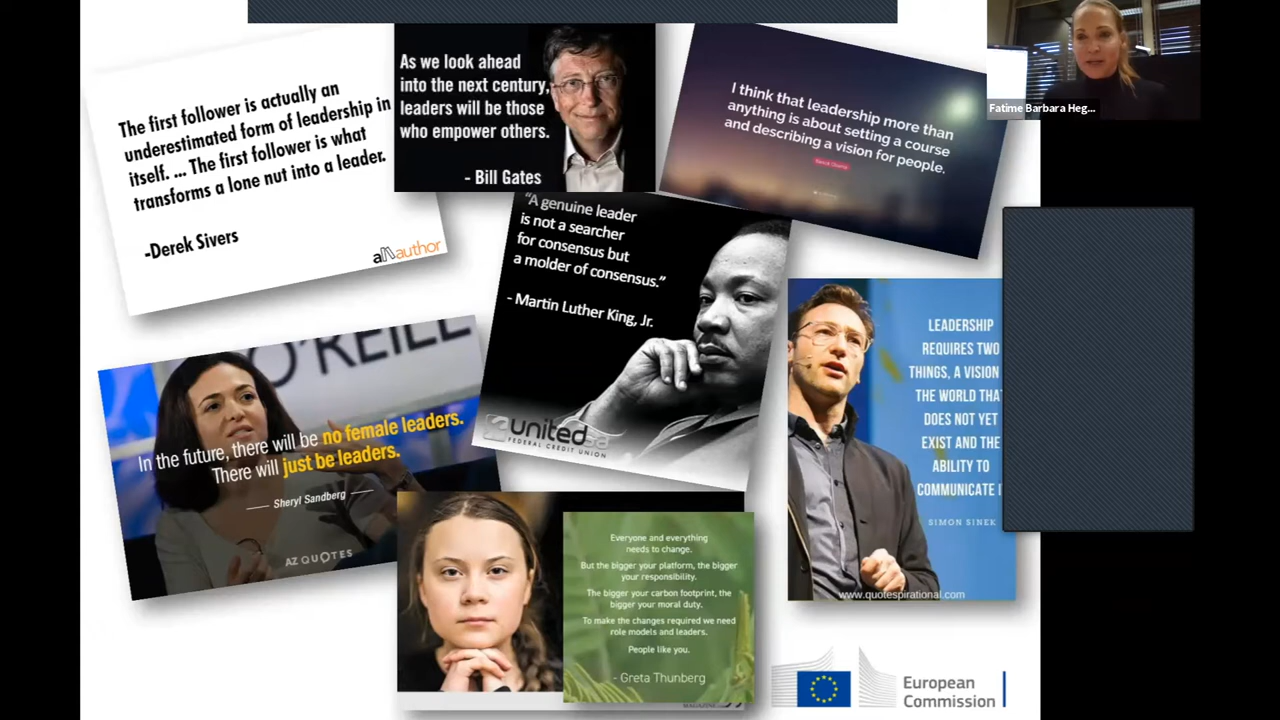 The first follower is actually an
underestimated form of leadership in
itself. ... The first follower is what
transforms a lone nut into a leader.
-Derek Sivers
allauthor
As we look ahead
into the next century,
leaders will be those
who empower others.
- Bill Gates
I think that leadership more than
anything is about setting a course
and describing a vision for people.
Barack Obama
Fatime Barbara Heg...
"A genuine leader
is not a searcher
for consensus but
a molder of consensus."
- Martin Luther King, Jr.
united sa
FEDERAL CREDIT UNION
LEADERSHIP
REQUIRES TWO
THINGS, A VISION
THE WORLD THA
DOES NOT YET
EXIST AND THE
ABILITY TO
COMMUNICATE I
SIMON SINEK
www.quotespirational.com
O'REILL
In the future, there will be no female leaders.
There will just be leaders.
Sheryl Sandberg
AZ QUOTES
Everyone and everything
needs to change.
But the bigger your platform, the bigger
your responsibility.
The bigger your carbon footprint, the
bigger your moral duty.
To make the changes required we need
role models and leaders.
People like you.
- Greta Thunberg
European
Commission